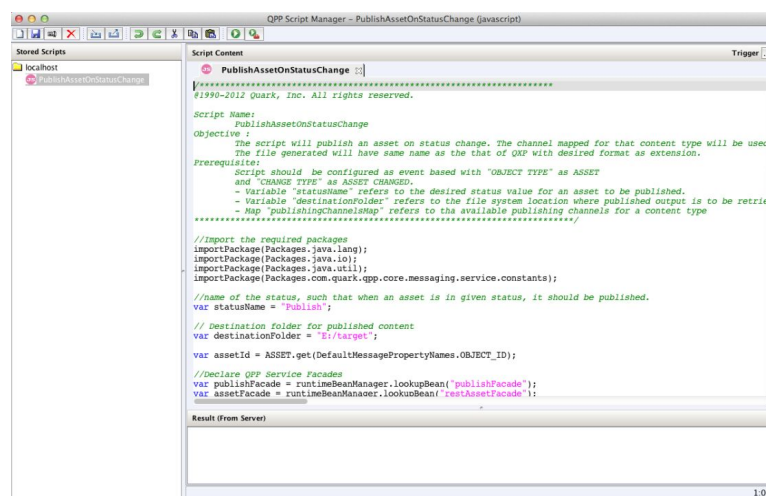 QPP Script Manager – PublishAssetOnStatusChange (javascript)
Stored Scripts
localhost
PublishAssetOnStatusChange
Script Content
Trigger
PublishAssetOnStatusChange
/*******************************************************************
@1990-2012 Quark, Inc. All rights reserved.
Script Name:
PublishAssetOnStatusChange
Objective :
The script will publish an asset on status change. The channel mapped for that content type will be used
The file generated will have same name as the that of QXP with desired format as extension.
Prerequisite:
Script should  be configured as event based with "OBJECT TYPE" as ASSET
and "CHANGE TYPE" as ASSET CHANGED.
- Variable "statusName" refers to the desired status value for an asset to be published.
- Variable "destinationFolder" refers to the file system location where published output is to be retrie
- Map "publishingChannelsMap" refers to tha available publishing channels for a content type
***********************************************************************/
//Import the required packages
importPackage(Packages.java.lang);
importPackage(Packages.java.io);
importPackage(Packages.java.util);
importPackage(Packages.com.quark.qpp.core.messaging.service.constants);
//name of the status, such that when an asset is in given status, it should be published.
var statusName = "Publish";
// Destination folder for published content
var destinationFolder = "E:/target";
var assetId = ASSET.get(DefaultMessagePropertyNames.OBJECT_ID);
//Declare QPP Service Facades
var publishFacade = runtimeBeanManager.lookupBean("publishFacade");
var assetFacade = runtimeBeanManager.lookupBean("restAssetFacade");
Result (From Server)
1:0